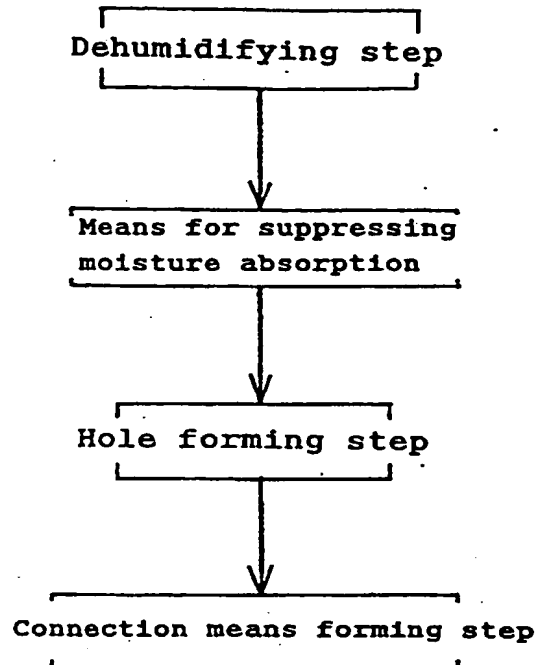 Dehumidifying step
Means for suppressing
moisture absorption
Hole forming step
Connection means forming step